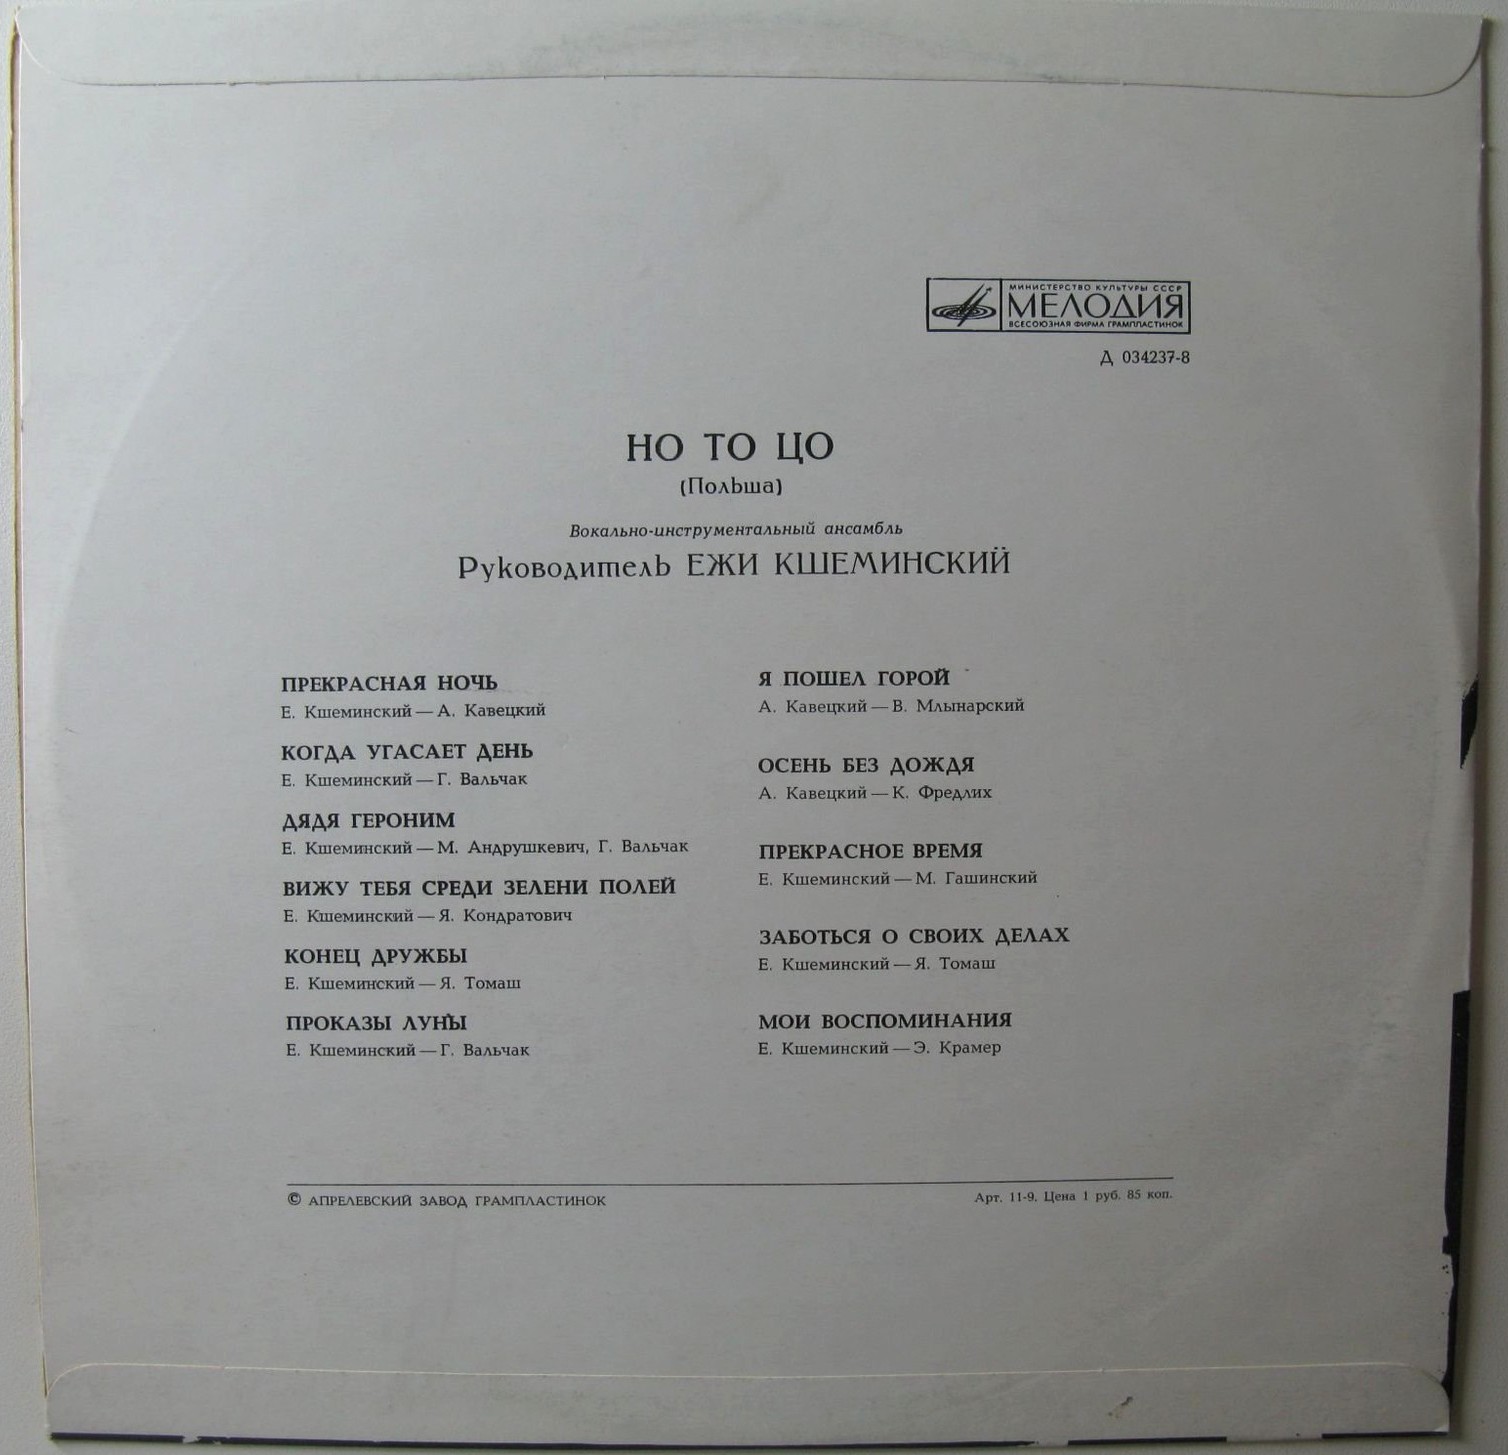 МИНИСТЕРСТВО КУЛЬТУРЫ СССР
МЕЛОДИЯ
ВСЕСОЮЗНАЯ ФИРМА ГРАМПЛАСТИНОК
Д 034237-8
НО ТО ЦО
(Польша)
Вокально-инструментальный ансамбль
Руководитель ЕЖИ КШЕМИНСКИЙ
ПРЕКРАСНАЯ НОЧЬ
Е. Кшеминский — А. Кавецкий
КОГДА УГАСАЕТ ДЕНЬ
Е. Кшеминский — Г. Вальчак
ДЯДЯ ГЕРОНИМ
Е. Кшеминский — М. Андрушкевич, Г. Вальчак
ВИЖУ ТЕБЯ СРЕДИ ЗЕЛЕНИ ПОЛЕЙ
Е. Кшеминский — Я. Кондратович
КОНЕЦ ДРУЖБЫ
Е. Кшеминский — Я. Томаш
ПРОКАЗЫ ЛУНЫ
Е. Кшеминский — Г. Вальчак
Я ПОШЕЛ ГОРОЙ
А. Кавецкий — В. Млынарский
ОСЕНЬ БЕЗ ДОЖДЯ
А. Кавецкий — К. Фредлих
ПРЕКРАСНОЕ ВРЕМЯ
Е. Кшеминский — М. Гашинский
ЗАБОТЬСЯ О СВОИХ ДЕЛАХ
Е. Кшеминский — Я. Томаш
МОИ ВОСПОМИНАНИЯ
Е. Кшеминский — Э. Крамер
© АПРЕЛЕВСКИЙ ЗАВОД ГРАМПЛАСТИНОК
Арт. 11-9. Цена 1 руб. 85 коп.